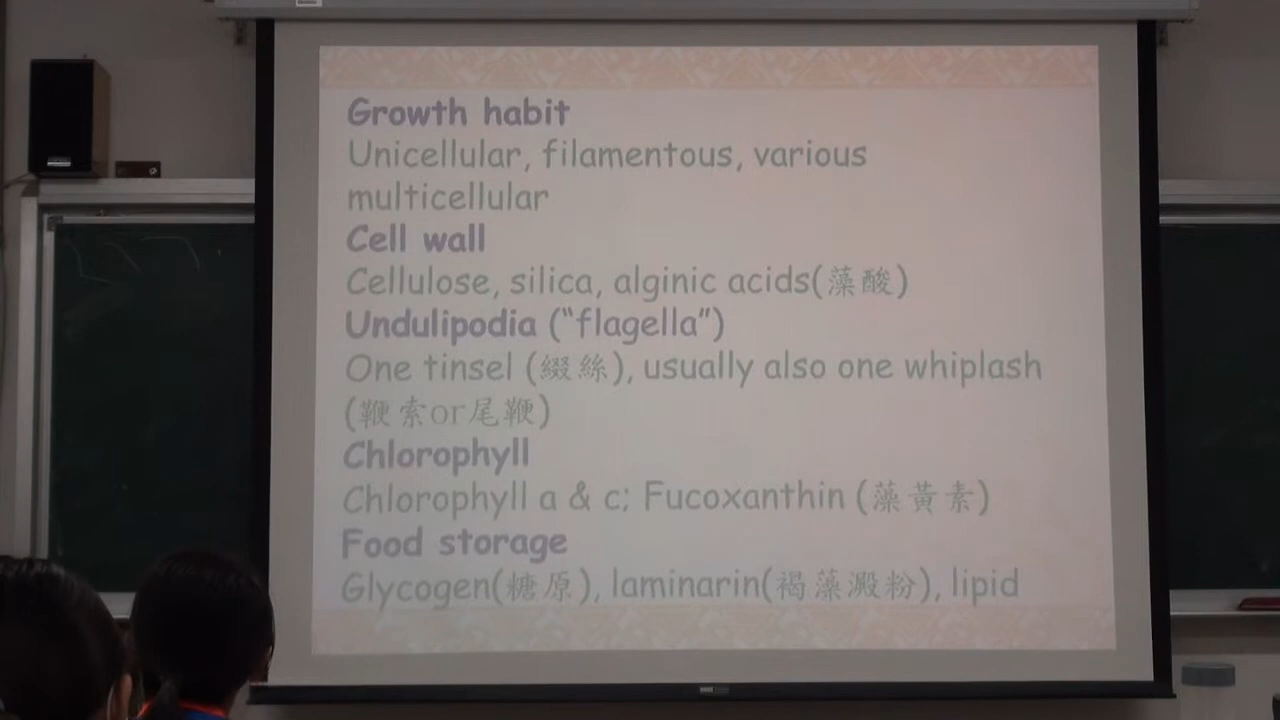 Growth habit
Unicellular, filamentous, various
multicellular
Cell wall
Cellulose, silica, alginic acids(藻酸)
Undulipodia (“flagella”)
One tinsel (綴絲), usually also one whiplash
(鞭索or尾鞭)
Chlorophyll
Chlorophyll a & c; Fucoxanthin (藻黃素)
Food storage
Glycogen(糖原), laminarin(褐藻澱粉), lipid